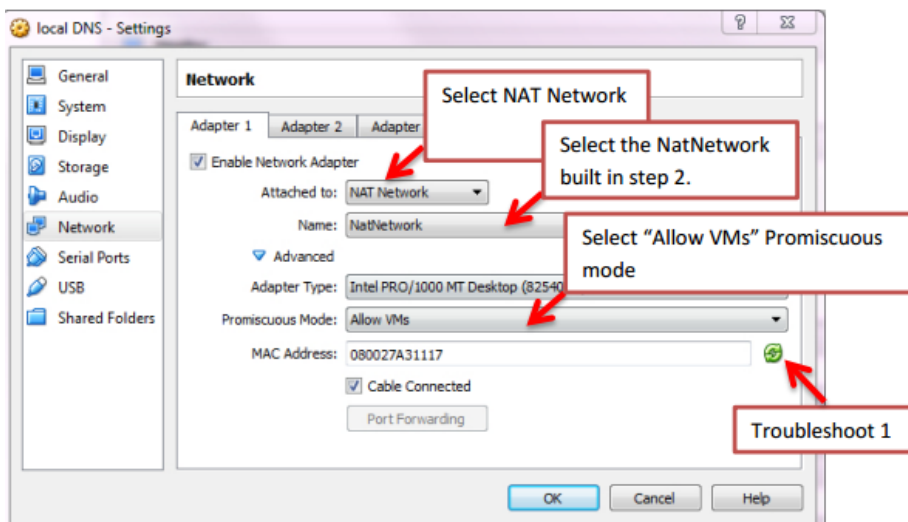 local DNS - Settings
General
System
Display
Storage
Audio
Network
Serial Ports
USB
Shared Folders
Network
Adapter 1
Adapter 2
Adapter
Enable Network Adapter
Attached to: NAT Network
Name: NatNetwork
Advanced
Adapter Type: Intel PRO/1000 MT Desktop (82540
Promiscuous Mode: Allow VMs
MAC Address: 080027A31117
Cable Connected
Port Forwarding
OK
Cancel
Help
Select NAT Network
Select the NatNetwork
built in step 2.
Select “Allow VMs” Promiscuous
mode
Troubleshoot 1